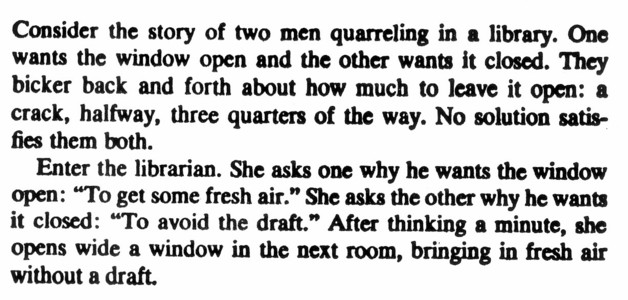 Consider the story of two men quarreling in a library. One
wants the window open and the other wants it closed. They
bicker back and forth about how much to leave it open: a
crack, halfway, three quarters of the way. No solution satis-
fies them both.
Enter the librarian. She asks one why he wants the window
open: “To get some fresh air.” She asks the other why he wants
it closed: “To avoid the draft.” After thinking a minute, she
opens wide a window in the next room, bringing in fresh air
without a draft.